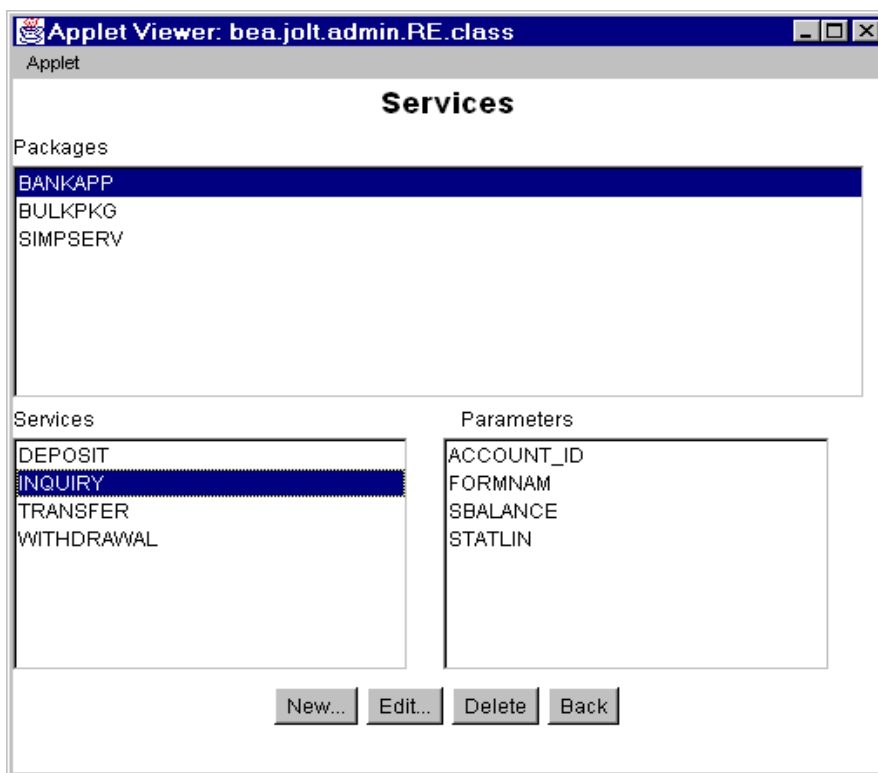 Applet Viewer: bea.jolt.admin.RE.class
Applet
Services
Packages
BANKAPP
BULKPKG
SIMPSERV
Services
DEPOSIT
INQUIRY
TRANSFER
WITHDRAWAL
Parameters
ACCOUNT_ID
FORMNAM
SBALANCE
STATLIN
New... Edit... Delete Back